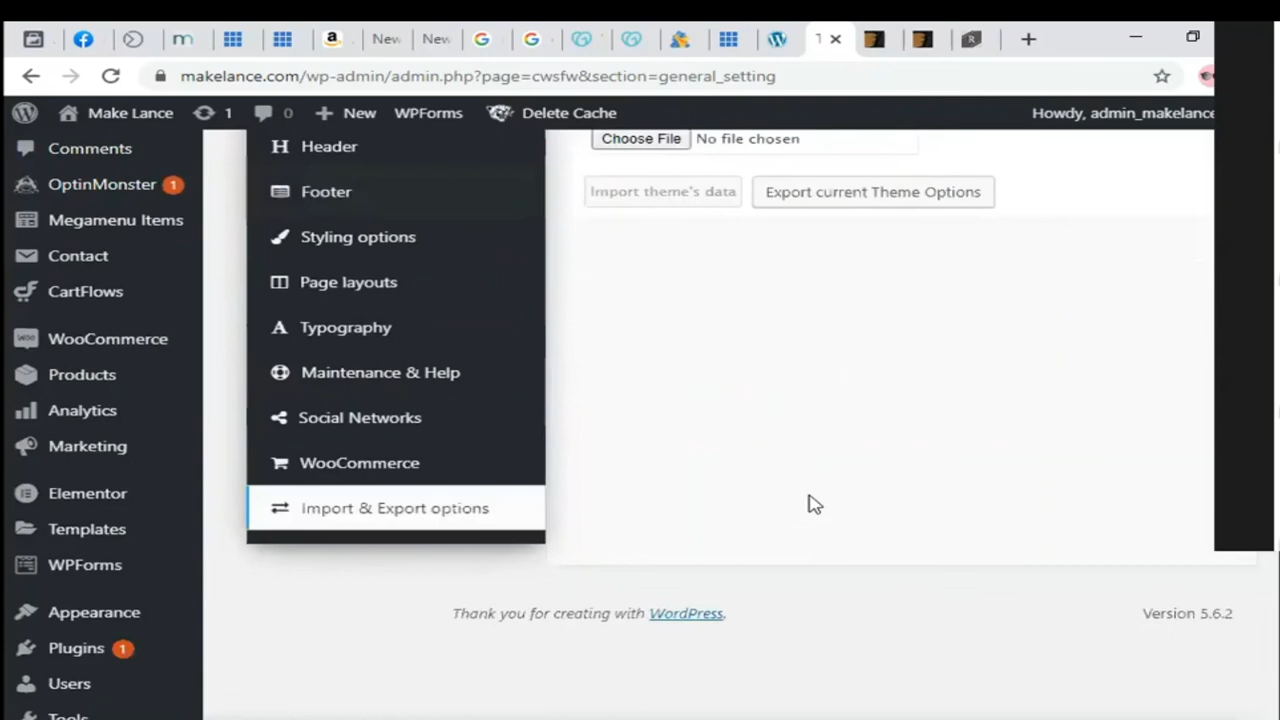 New
New
makelance.com/wp-admin/admin.php?page=cwsfw&section=general_setting
Make Lance 1 0 New WPForms Delete Cache Howdy, admin_makelance
Comments
OptinMonster 1
Megamenu Items
Contact
CartFlows
WooCommerce
Products
Analytics
Marketing
Elementor
Templates
WPForms
Appearance
Plugins 1
Users
Tools
Header
Footer
Styling options
Page layouts
Typography
Maintenance & Help
Social Networks
WooCommerce
Import & Export options
Choose File No file chosen
Import theme's data Export current Theme Options
Thank you for creating with WordPress.
Version 5.6.2